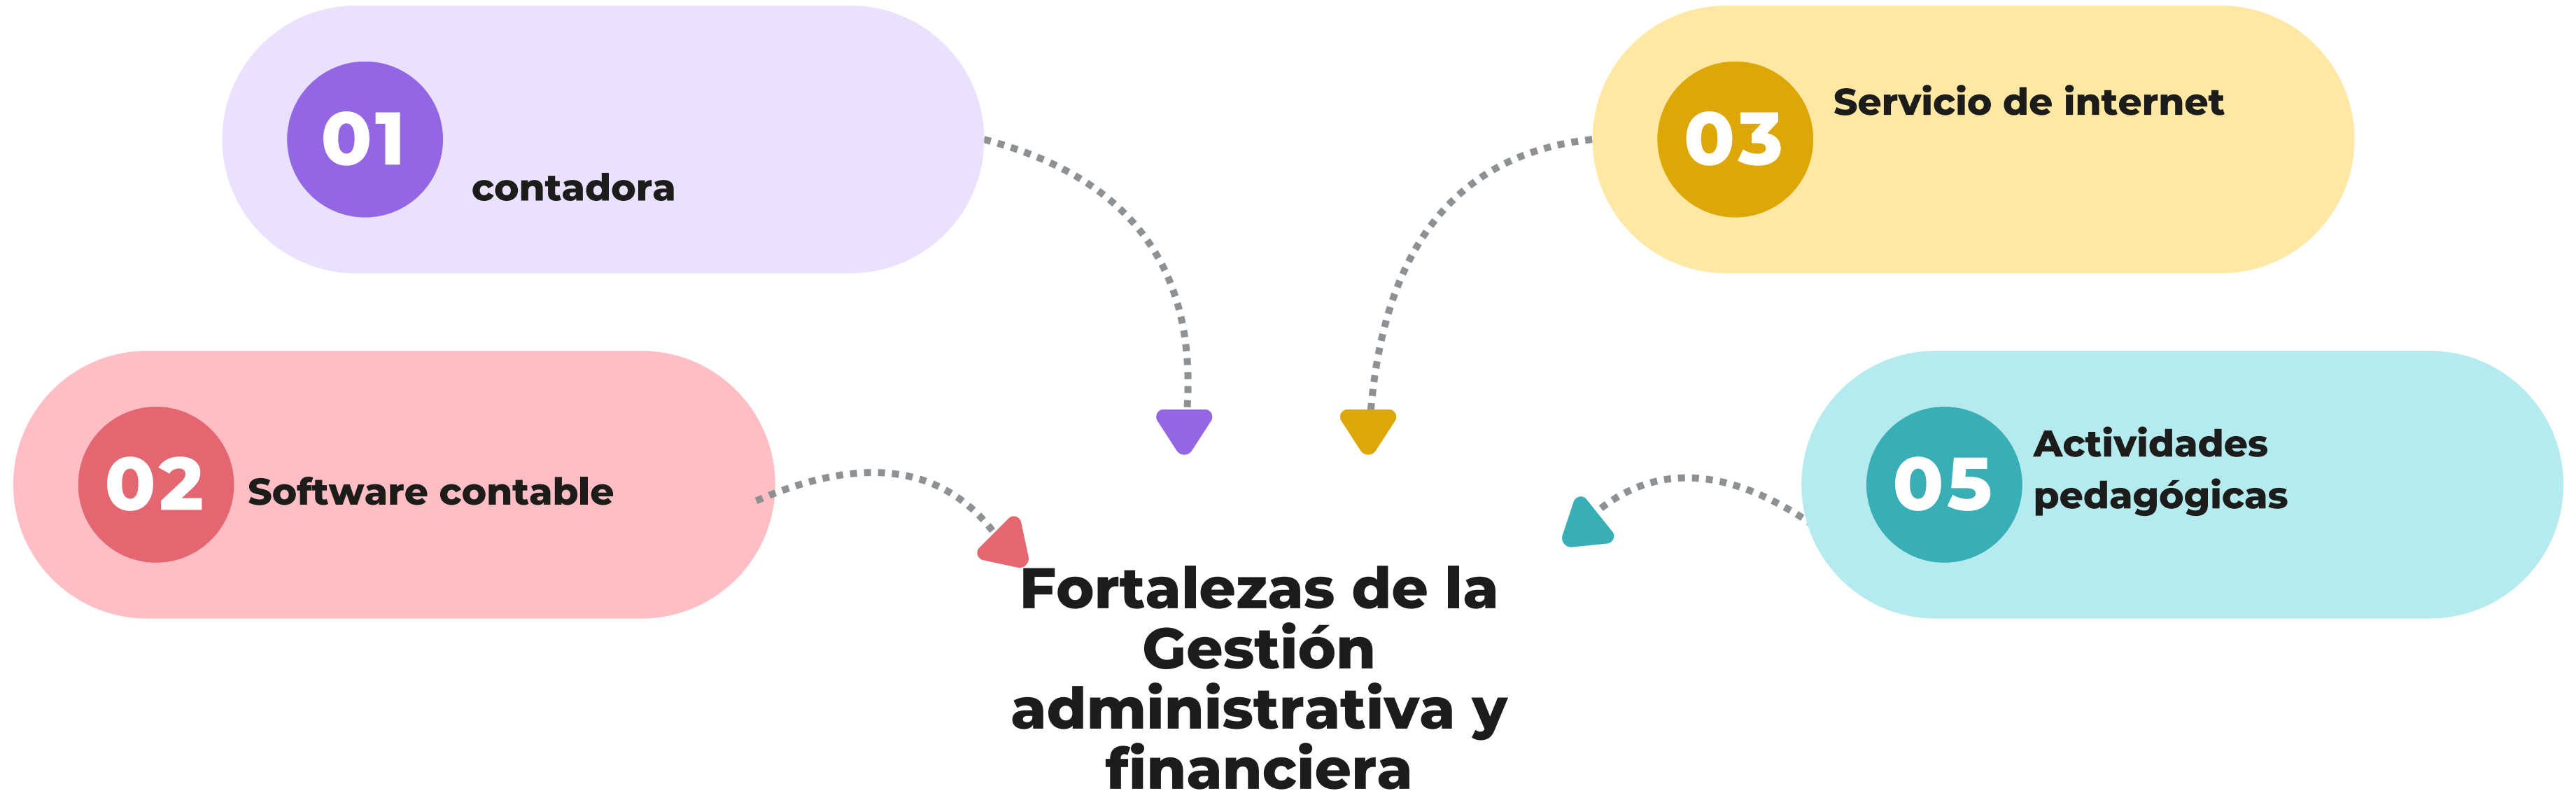 01
contadora
02
Software contable
03
Servicio de internet
05
Actividades
pedagógicas
Fortalezas de la
Gestión
administrativa y
financiera